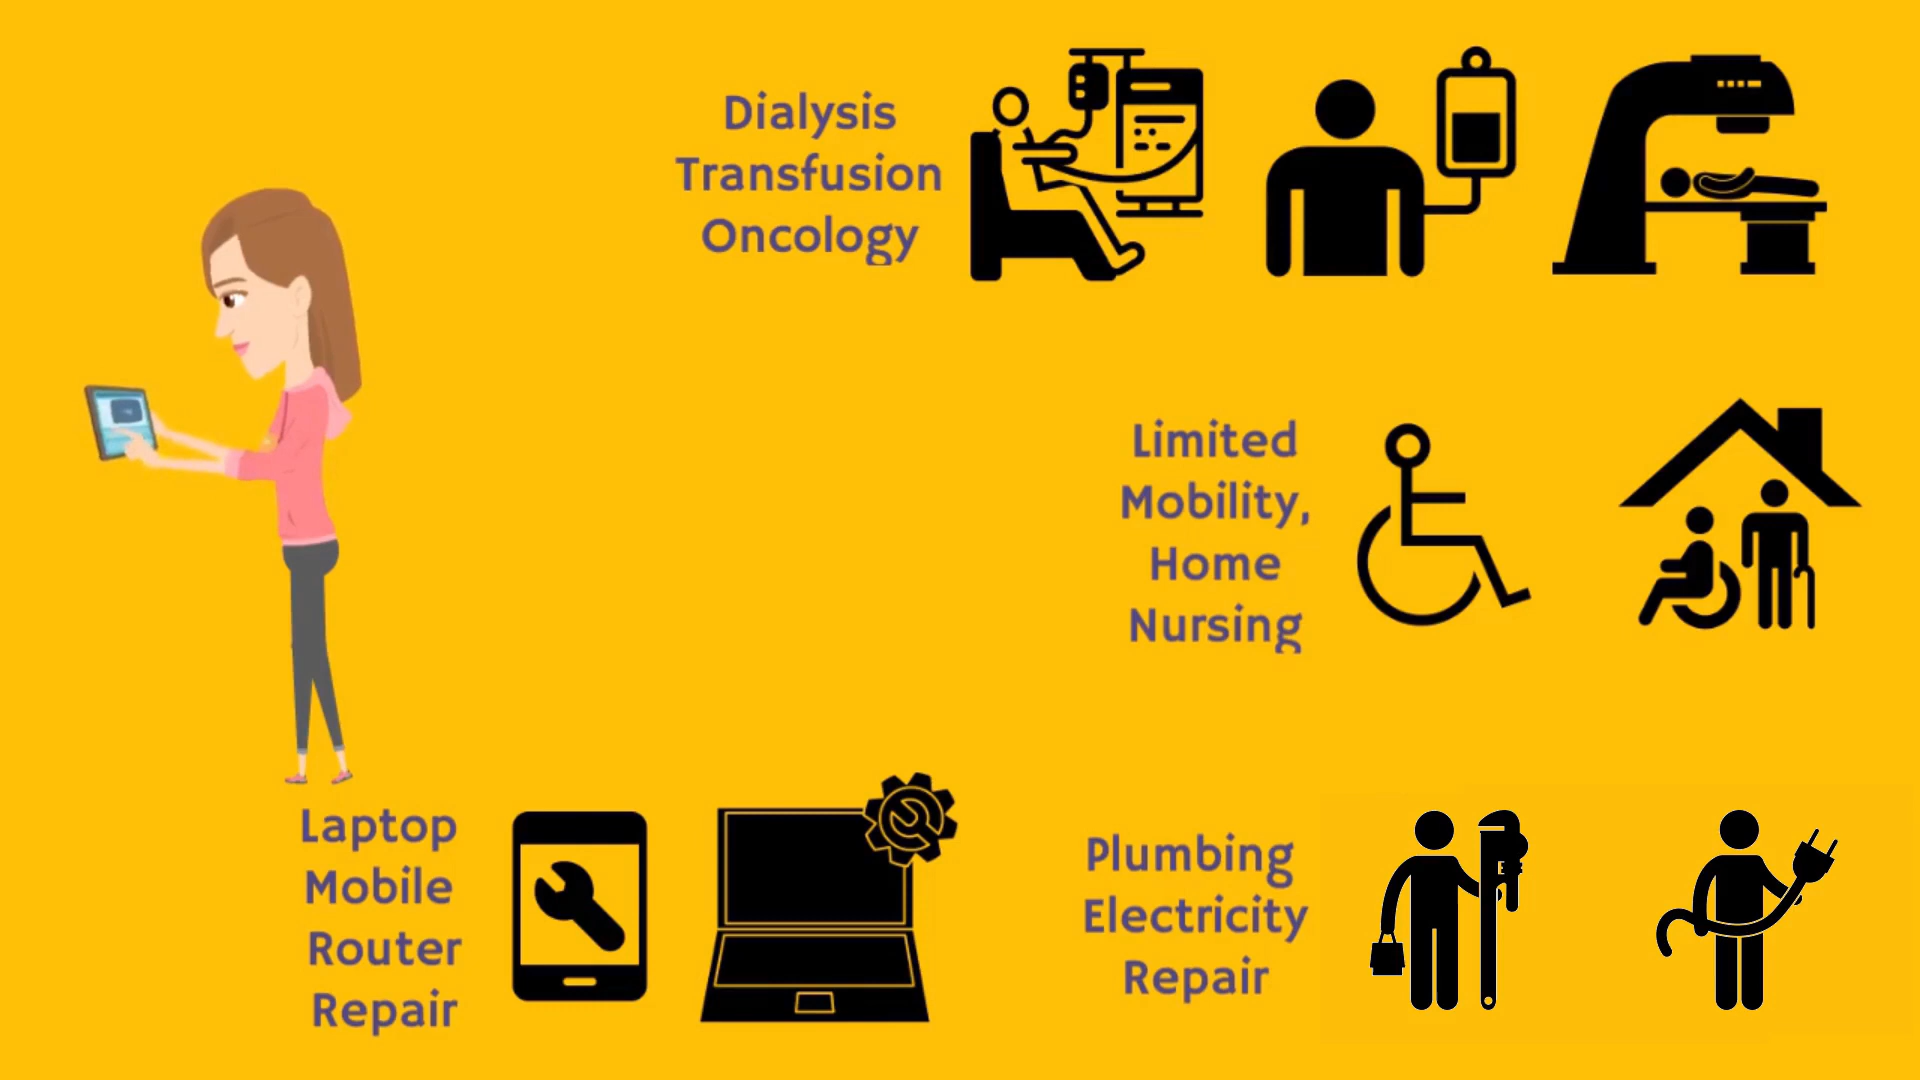 Dialysis
Transfusion
Oncology
Limited
Mobility,
Home
Nursing
Laptop
Mobile
Router
Repair
Plumbing
Electricity
Repair